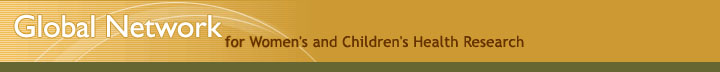 Global Network
for Women's and Children's Health Research